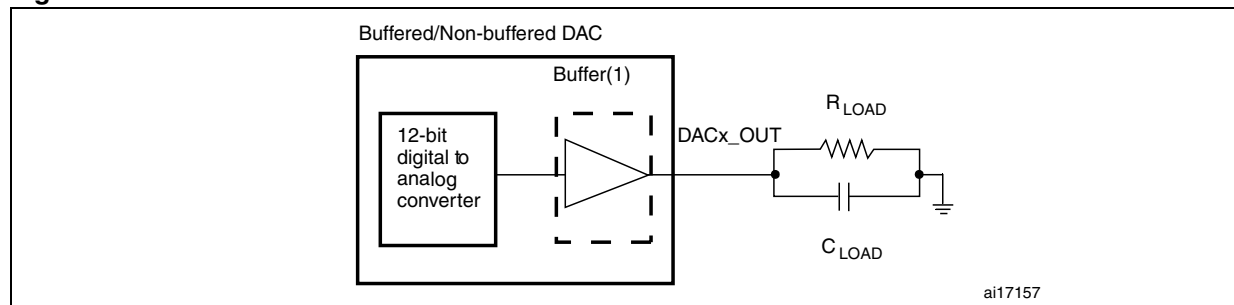 Buffered/Non-buffered DAC
Buffer(1)
12-bit
digital to
analog
converter
DACx_OUT
R LOAD
C LOAD
ai17157